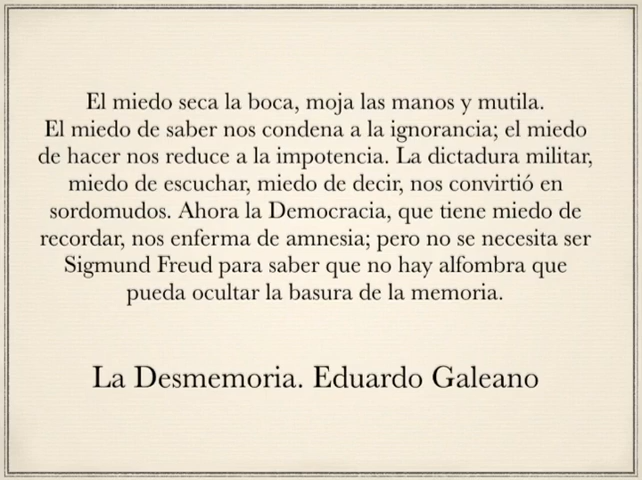 El miedo seca la boca, moja las manos y mutila.
El miedo de saber nos condena a la ignorancia; el miedo
de hacer nos reduce a la impotencia. La dictadura militar,
miedo de escuchar, miedo de decir, nos convirtió en
sordomudos. Ahora la Democracia, que tiene miedo de
recordar, nos enferma de amnesia; pero no se necesita ser
Sigmund Freud para saber que no hay alfombra que
pueda ocultar la basura de la memoria.
La Desmemoria. Eduardo Galeano